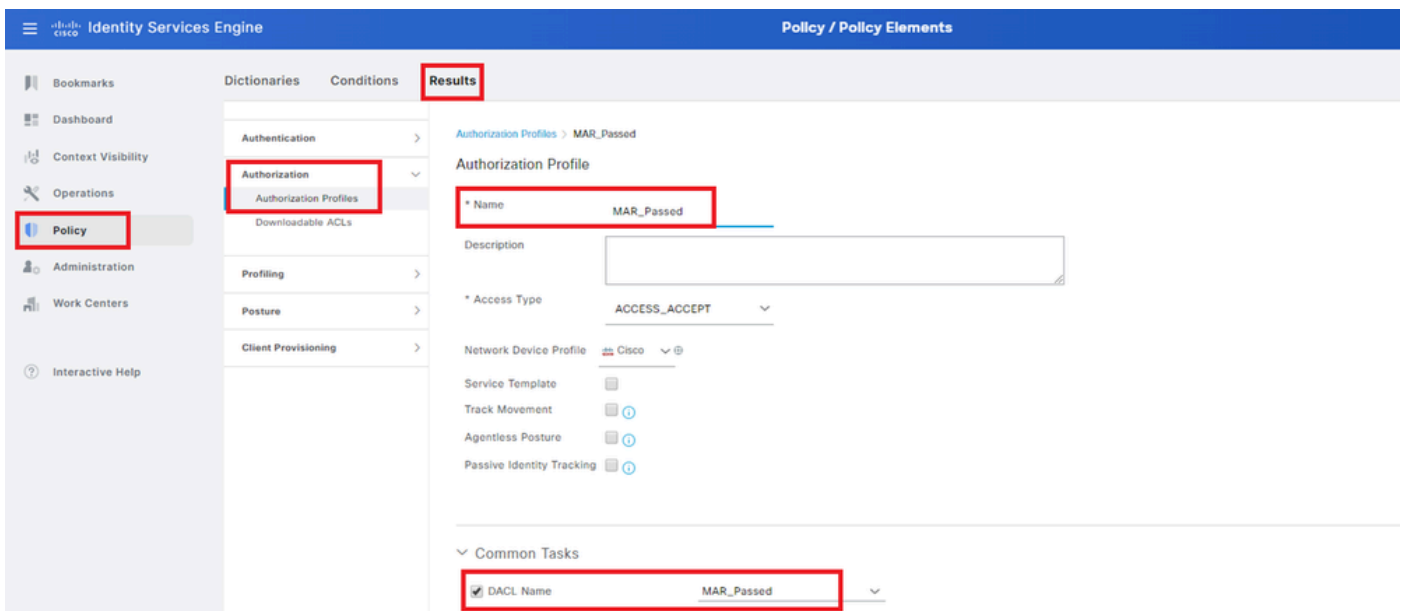 cisco Identity Services Engine
Policy / Policy Elements
Bookmarks
Dashboard
Context Visibility
Operations
Policy
Administration
Work Centers
Interactive Help
Dictionaries Conditions Results
Authentication
Authorization
Authorization Profiles
Downloadable ACLs
Profiling
Posture
Client Provisioning
Authorization Profiles > MAR_Passed
Authorization Profile
* Name MAR_Passed
Description
* Access Type ACCESS_ACCEPT
Network Device Profile Cisco
Service Template
Track Movement
Agentless Posture
Passive Identity Tracking
Common Tasks
DACL Name MAR_Passed